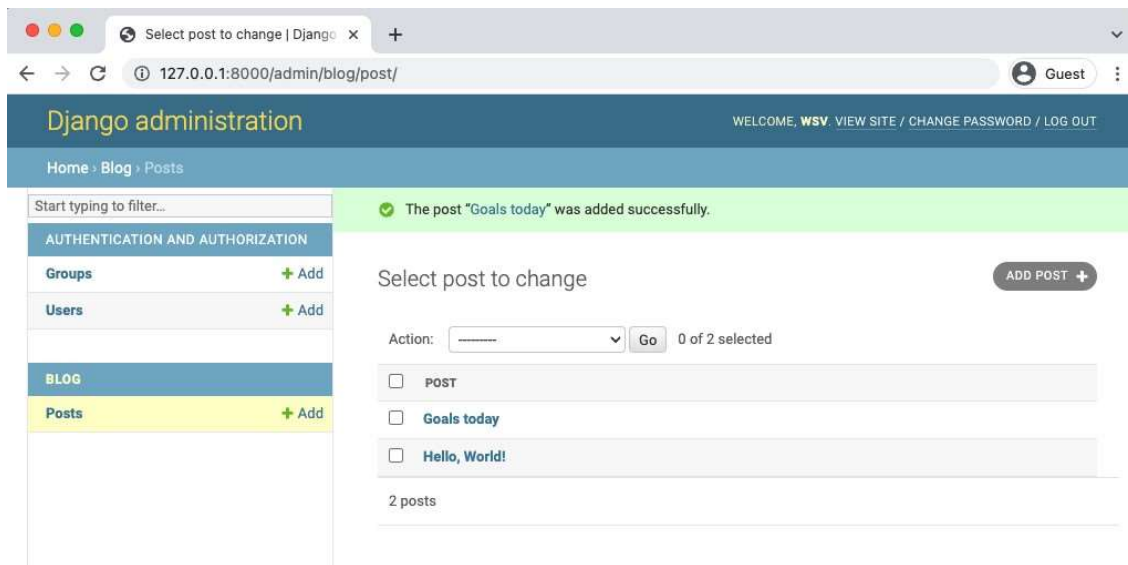 Select post to change | Django
127.0.0.1:8000/admin/blog/post/
Guest
Django administration
WELCOME, WSV. VIEW SITE / CHANGE PASSWORD / LOG OUT
Home › Blog › Posts
Start typing to filter...
The post “Goals today” was added successfully.
AUTHENTICATION AND AUTHORIZATION
Groups + Add
Users + Add
BLOG
Posts + Add
Select post to change
ADD POST +
Action: --------- Go 0 of 2 selected
POST
Goals today
Hello, World!
2 posts